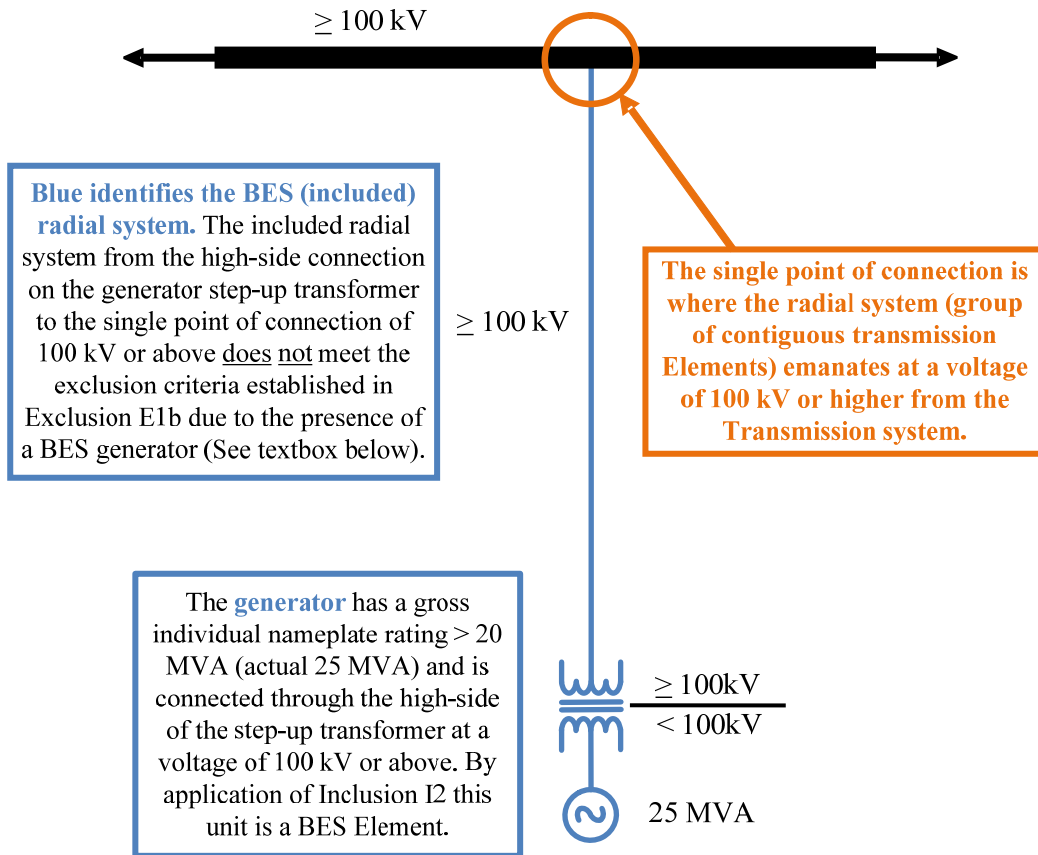 ≥ 100 kV
Blue identifies the BES (included)
radial system. The included radial
system from the high-side connection
on the generator step-up transformer
to the single point of connection of
100 kV or above does not meet the
exclusion criteria established in
Exclusion E1b due to the presence of
a BES generator (See textbox below).
≥ 100 kV
The single point of connection is
where the radial system (group
of contiguous transmission
Elements) emanates at a voltage
of 100 kV or higher from the
Transmission system.
The generator has a gross
individual nameplate rating > 20
MVA (actual 25 MVA) and is
connected through the high-side
of the step-up transformer at a
voltage of 100 kV or above. By
application of Inclusion I2 this
unit is a BES Element.
≥ 100kV
< 100kV
25 MVA